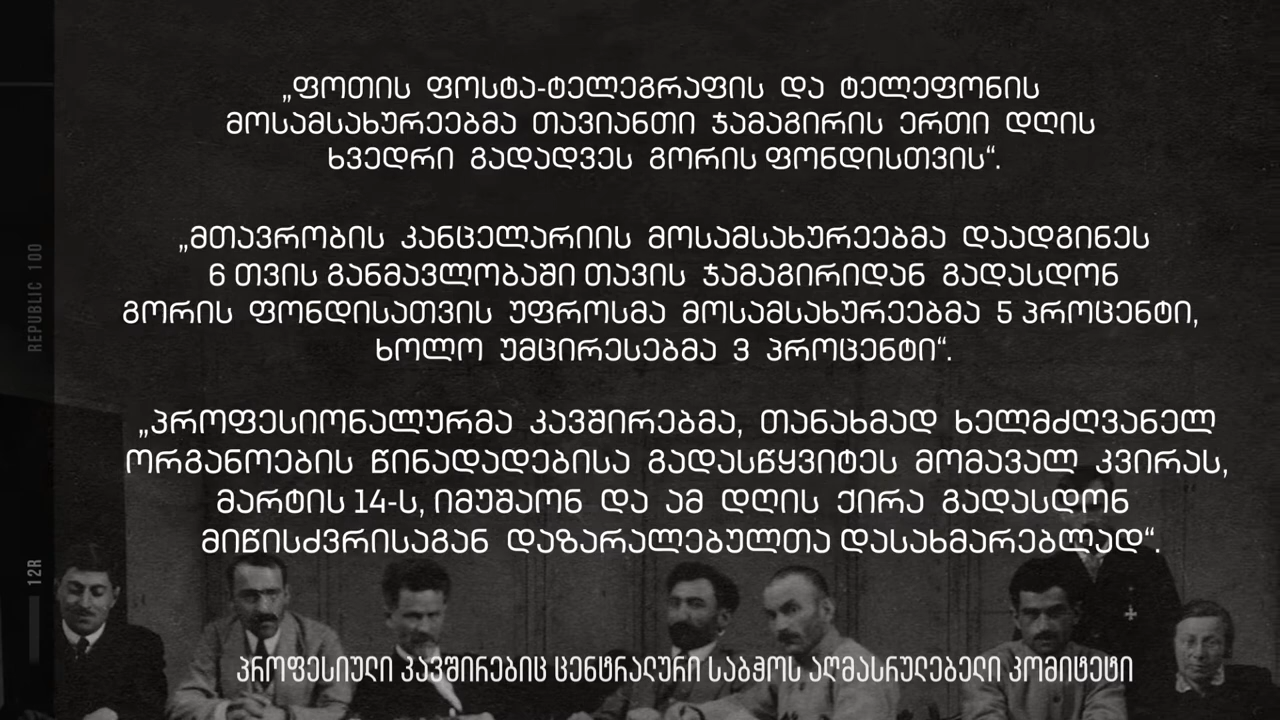 „ფოთის ფოსტა-ტელეგრაფის და ტელეფონის
მოსამსახურეებმა თავიანთი ჯამაგირის ერთი დღის
ხვედრი გადადვეს გორის ფონდისთვის“.
„მთავრობის კანცელარიის მოსამსახურეებმა დაადგინეს
6 თვის განმავლობაში თავის ჯამაგირიდან გადასდონ
გორის ფონდისათვის უფროსმა მოსამსახურეებმა 5 პროცენტი,
ხოლო უმცირესებმა 3 პროცენტი“.
„პროფესიონალურმა კავშირებმა, თანახმად ხელმძღვანელ
ორგანოების წინადადებისა გადასწყვიტეს მომავალ კვირას,
მარტის 14-ს, იმუშაონ და ამ დღის ქირა გადასდონ
მიწისძვრისაგან დაზარალებულთა დასახმარებლად“.
პროფესიული კავშირებიც ცენტრალური საბჭოს აღმასრულებელი კომიტეტი
REPUBLIC 100
12R